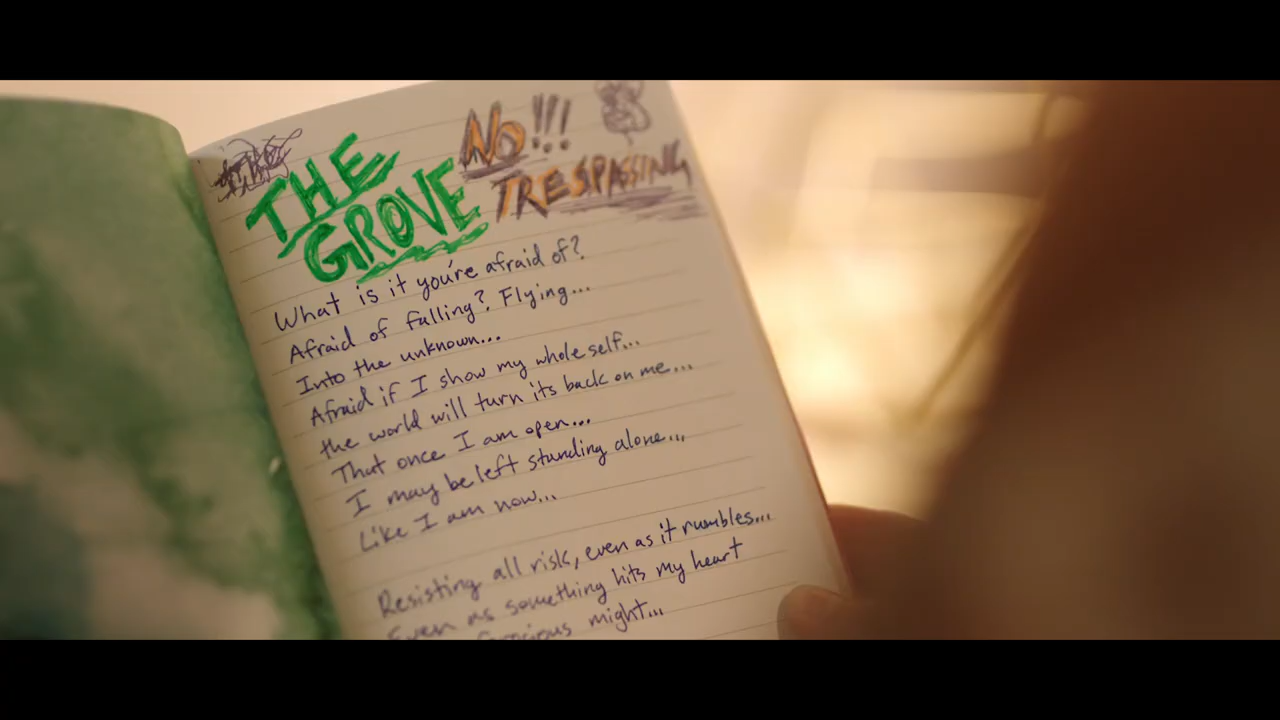 THE
GROVE
NO!!!
TRESPASSING
What is it you're afraid of?
Afraid of falling? Flying...
Into the unknown...
Afraid if I show my whole self...
the world will turn its back on me...
That once I am open...
I may be left standing alone...
Like I am now...
Resisting all risk, even as it rumbles...
Even as something hits my heart
might...